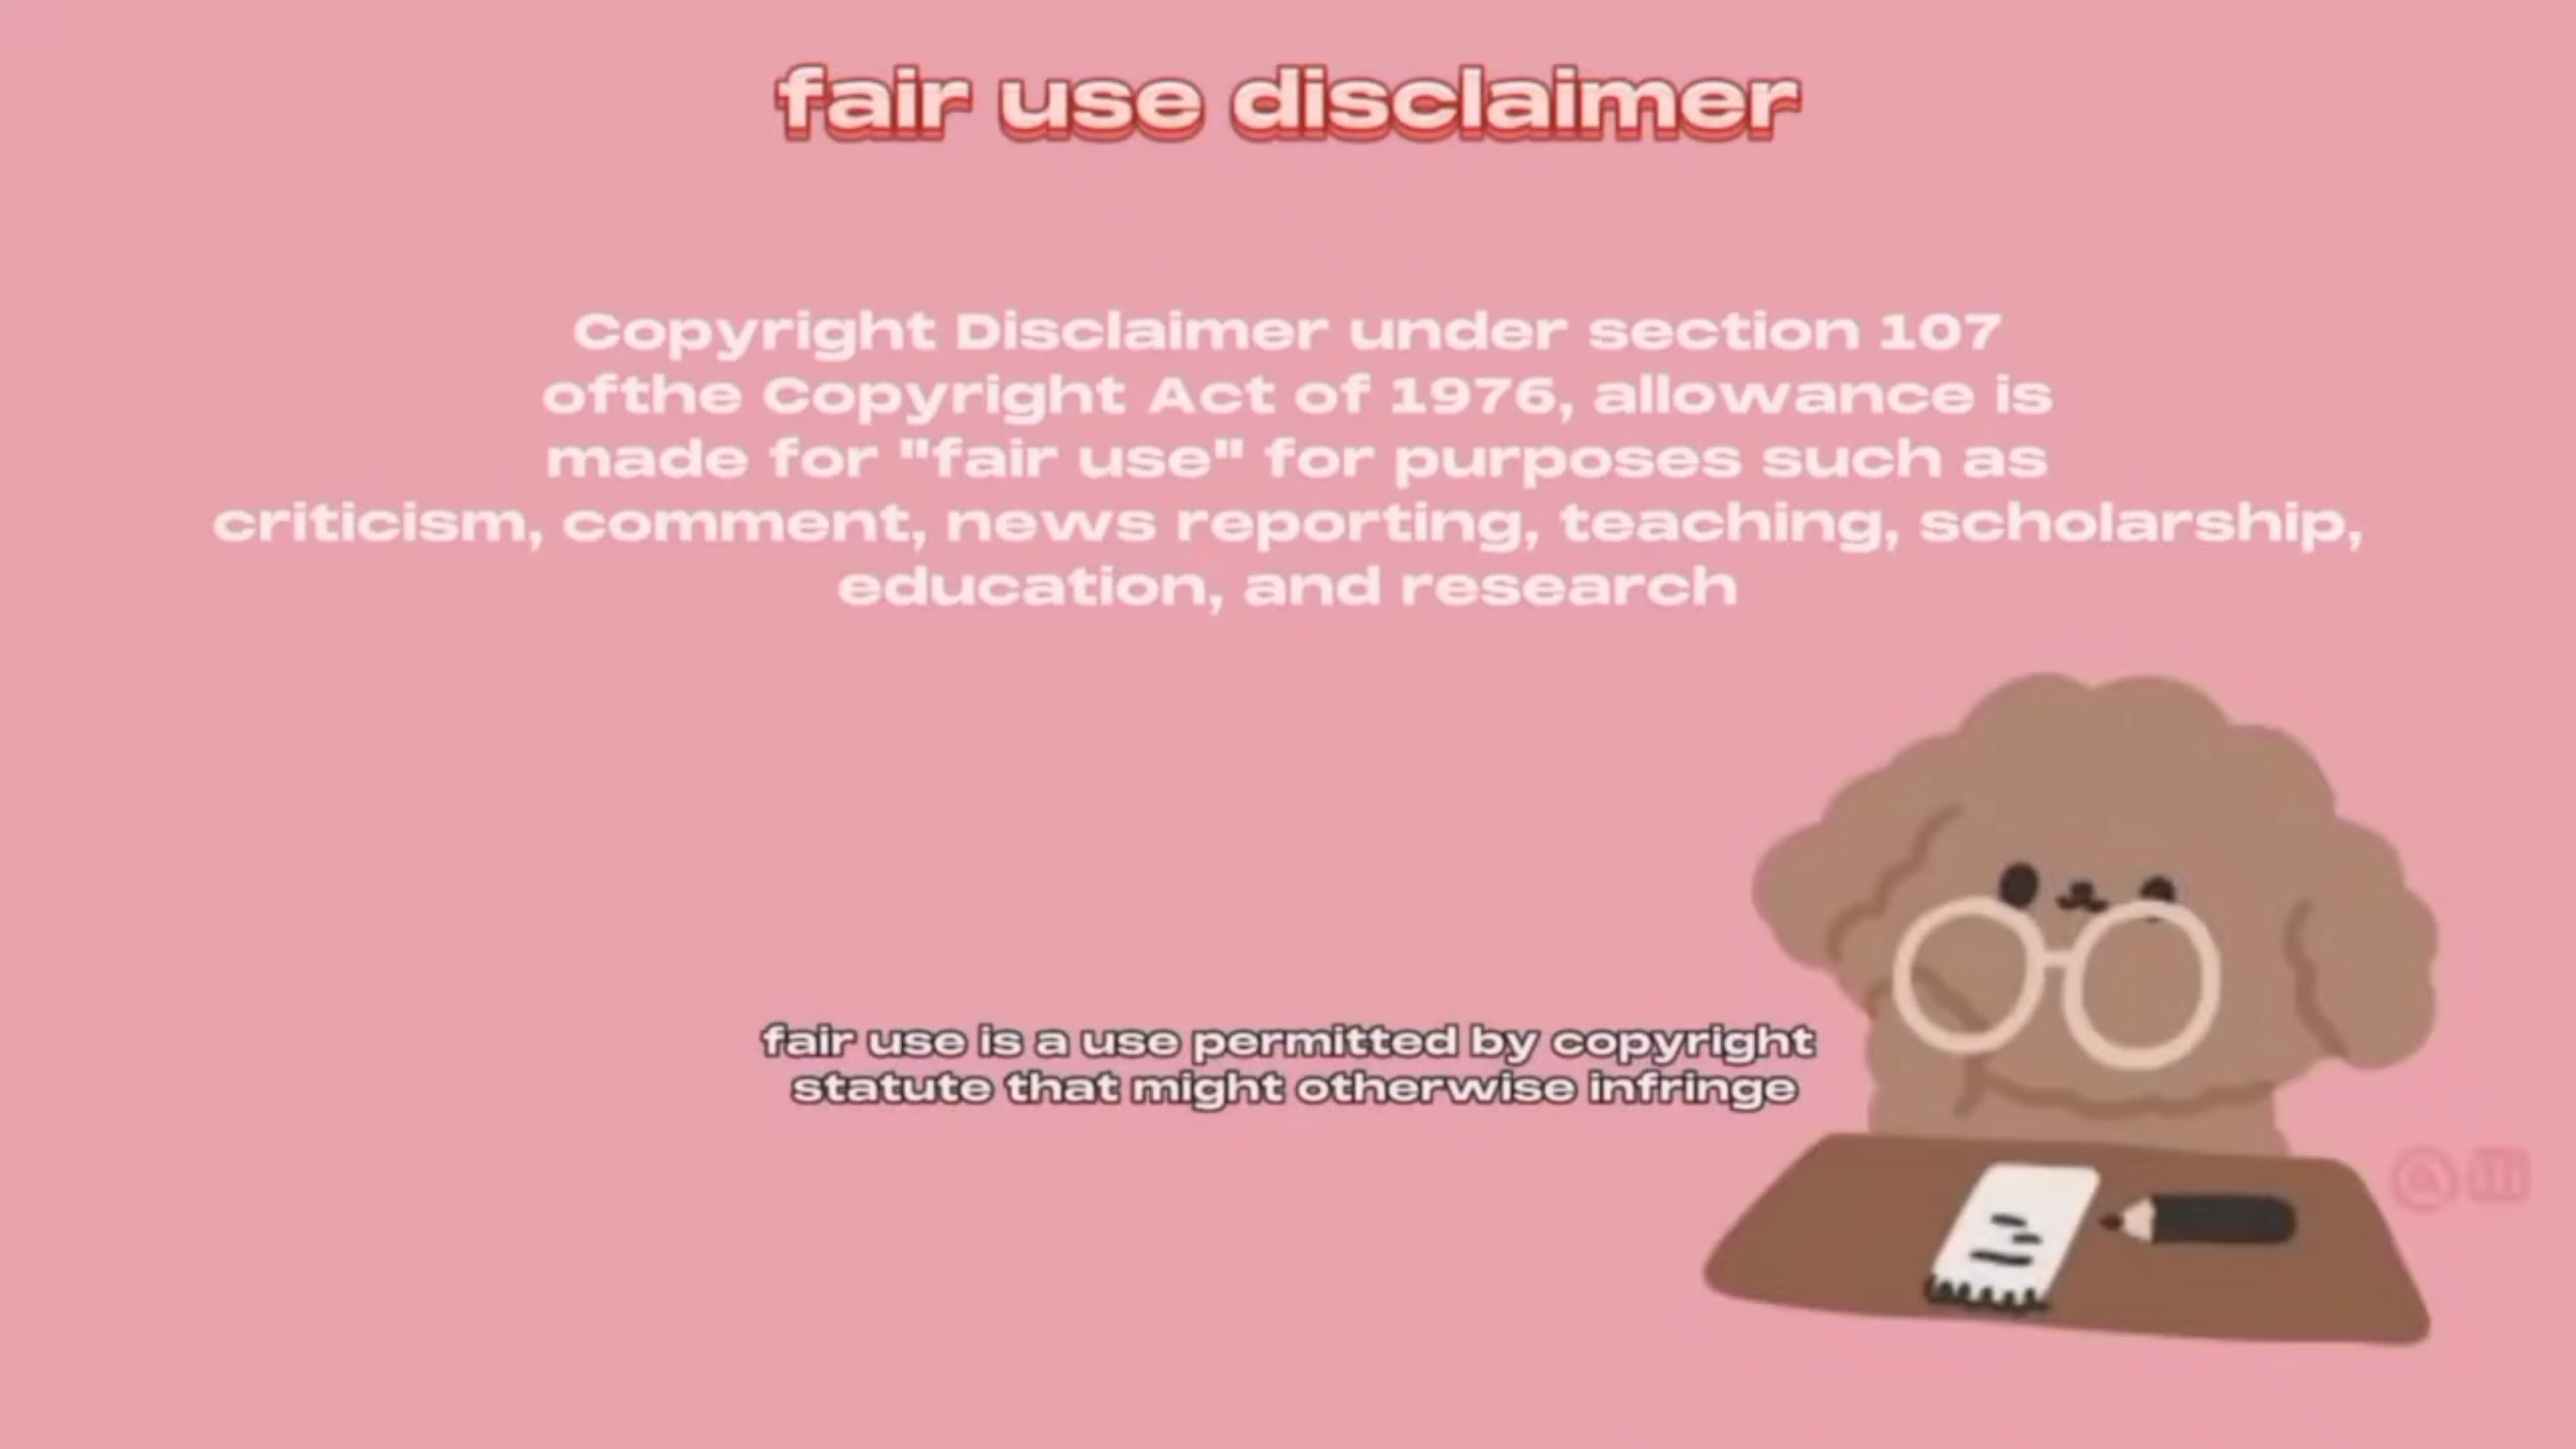 fair use disclaimer
Copyright Disclaimer under section 107
ofthe Copyright Act of 1976, allowance is
made for "fair use" for purposes such as
criticism, comment, news reporting, teaching, scholarship,
education, and research
fair use is a use permitted by copyright
statute that might otherwise infringe